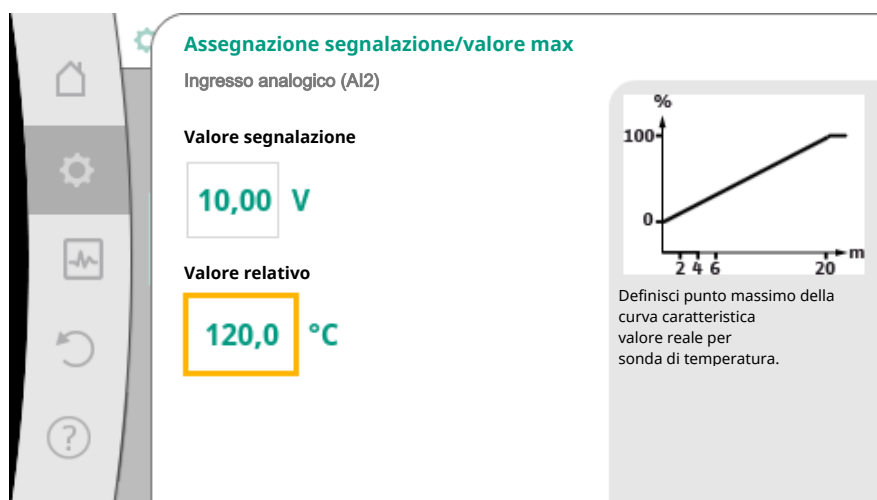 Assegnazione segnalazione/valore max
Ingresso analogico (AI2)
Valore segnalazione
10,00 V
Valore relativo
120,0 °C
%
100
0
2 4 6 20
m
Definisci punto massimo della
curva caratteristica
valore reale per
sonda di temperatura.
?